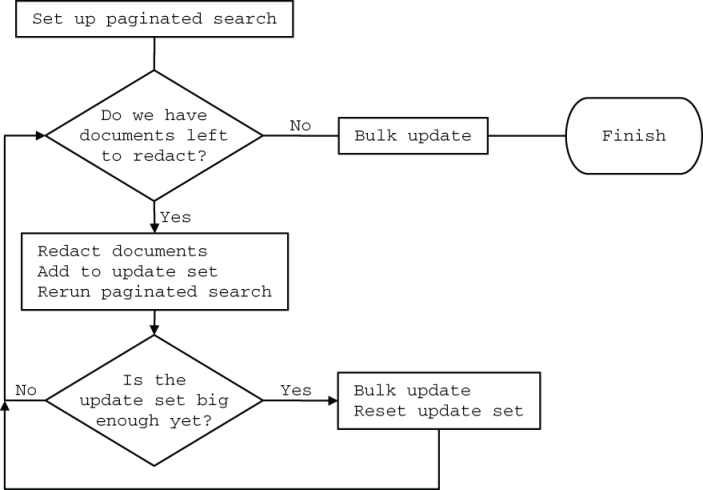 Set up paginated search
Do we have
documents left
to redact?
No
Bulk update
Finish
Yes
Redact documents
Add to update set
Rerun paginated search
No
Is the
update set big
enough yet?
Yes
Bulk update
Reset update set